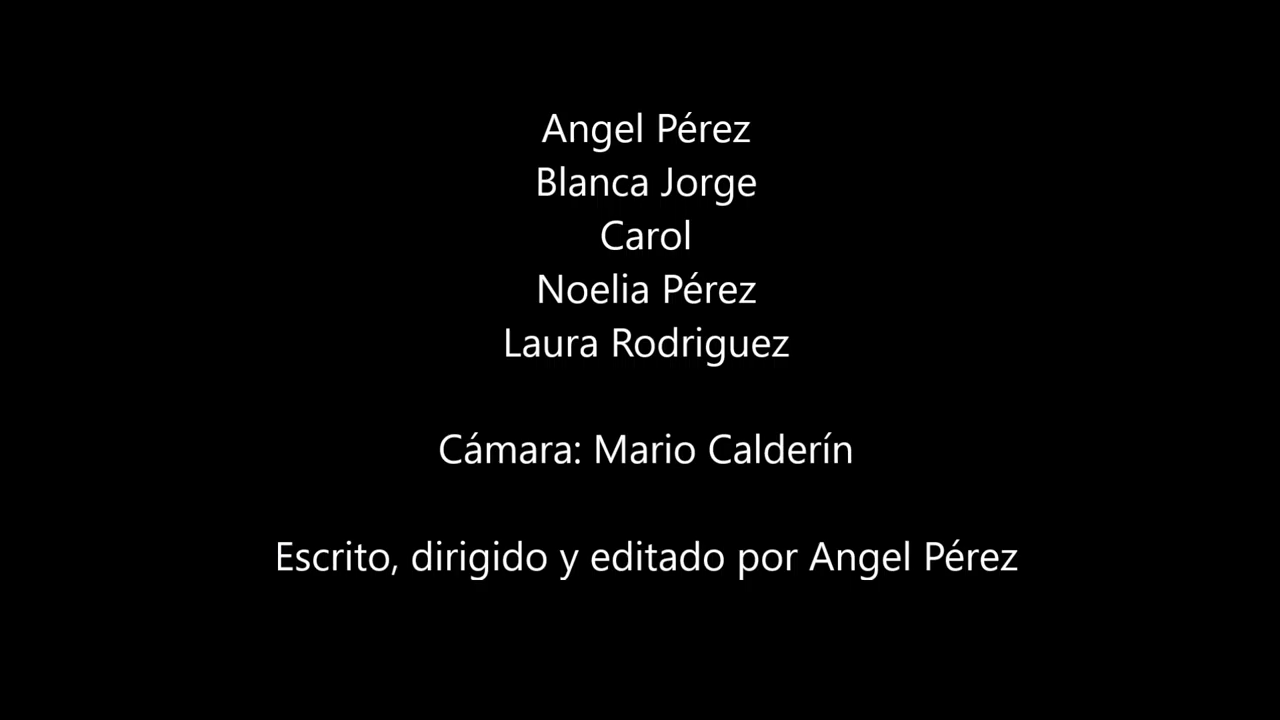 Angel Pérez
Blanca Jorge
Carol
Noelia Pérez
Laura Rodriguez
Cámara: Mario Calderín
Escrito, dirigido y editado por Angel Pérez